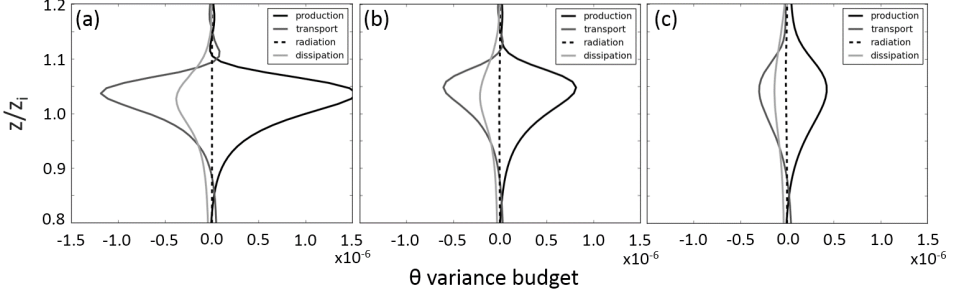 (a)
production
transport
radiation
dissipation
(b)
production
transport
radiation
dissipation
(c)
production
transport
radiation
dissipation
z/zi
1.2
1.1
1.0
0.9
0.8
-1.5 -1.0 -0.5 0.0 0.5 1.0 1.5
x10-6
-1.0 -0.5 0.0 0.5 1.0 1.5
x10-6
-1.0 -0.5 0.0 0.5 1.0 1.5
x10-6
θ variance budget